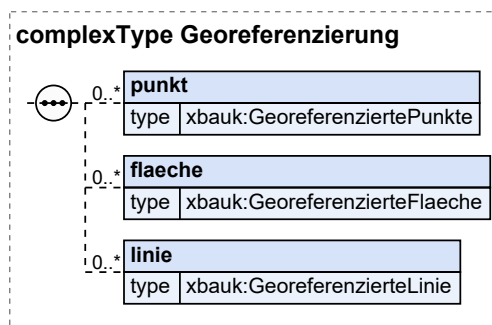 complexType Georeferenzierung
0..* punkt
type xbauk:GeoreferenziertePunkte
0..* flaeche
type xbauk:GeoreferenzierteFlaeche
0..* linie
type xbauk:GeoreferenzierteLinie